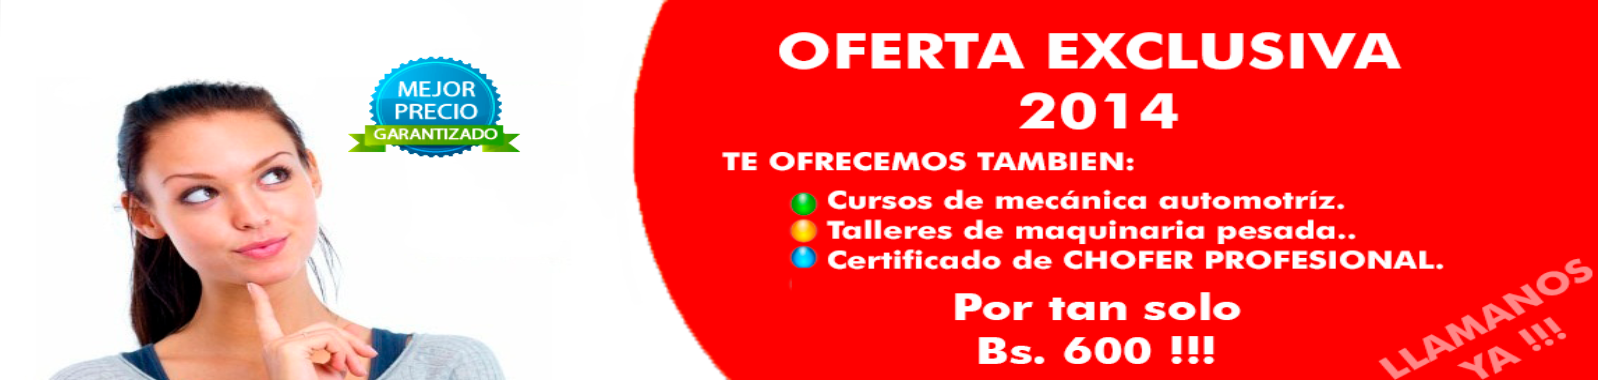 MEJOR
PRECIO
GARANTIZADO
OFERTA EXCLUSIVA
2014
TE OFRECEMOS TAMBIEN:
Cursos de mecánica automotríz.
Talleres de maquinaria pesada..
Certificado de CHOFER PROFESIONAL.
Por tan solo
Bs. 600 !!!
LLAMANOS
YA !!!